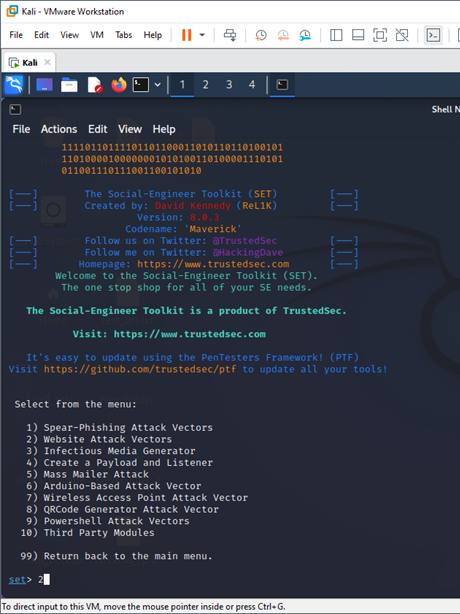 Kali - VMware Workstation
File Edit View VM Tabs Help
Kali
1 2 3 4
Shell N
File Actions Edit View Help
11110110111101101100011010110110110100101
1101000010000000101010011010000111010​1
01100111011100110010​1010
[---] The Social-Engineer Toolkit (SET) [---]
[---] Created by: David Kennedy (ReL1K) [---]
Version: 8.0.3
Codename: 'Maverick'
[---] Follow us on Twitter: @TrustedSec [---]
[---] Follow me on Twitter: @HackingDave [---]
[---] Homepage: https://www.trustedsec.com [---]
Welcome to the Social-Engineer Toolkit (SET).
The one stop shop for all of your SE needs.
The Social-Engineer Toolkit is a product of TrustedSec.
Visit: https://www.trustedsec.com
It's easy to update using the PenTesters Framework! (PTF)
Visit https://github.com/trustedsec/ptf to update all your tools!
Select from the menu:
1) Spear-Phishing Attack Vectors
2) Website Attack Vectors
3) Infectious Media Generator
4) Create a Payload and Listener
5) Mass Mailer Attack
6) Arduino-Based Attack Vector
7) Wireless Access Point Attack Vector
8) QRCode Generator Attack Vector
9) Powershell Attack Vectors
10) Third Party Modules
99) Return back to the main menu.
set> 2
To direct input to this VM, move the mouse pointer inside or press Ctrl+G.